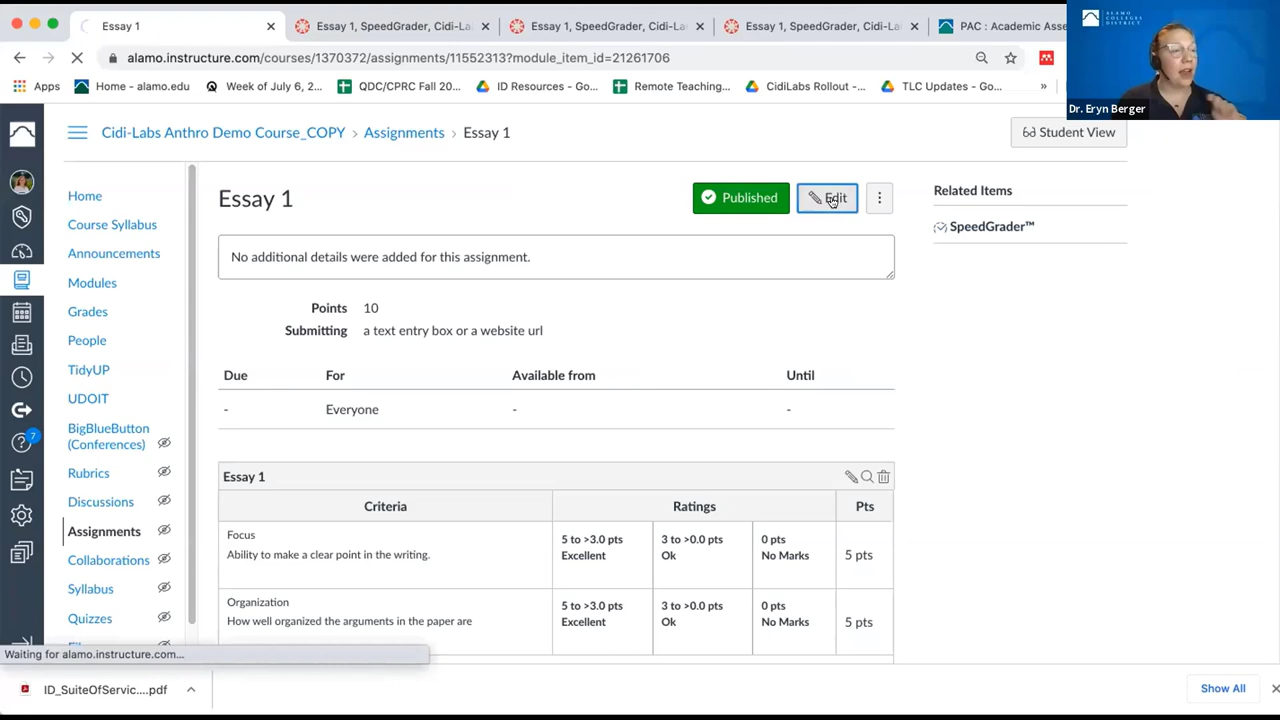 Essay 1
Essay 1, SpeedGrader, Cidi-La
Essay 1, SpeedGrader, Cidi-La
Essay 1, SpeedGrader, Cidi-La
PAC : Academic Asse
alamo.instructure.com/courses/1370372/assignments/11552313?module_item_id=21261706
Apps
Home - alamo.edu
Week of July 6, 2...
QDC/CPRC Fall 20...
ID Resources - Go...
Remote Teaching...
CidiLabs Rollout -...
TLC Updates - Go...
»
ALAMO
COLLEGES
DISTRICT
Dr. Eryn Berger
Cidi-Labs Anthro Demo Course_COPY > Assignments > Essay 1
Student View
Home
Course Syllabus
Announcements
Modules
Grades
People
TidyUP
UDOIT
BigBlueButton
(Conferences)
Rubrics
Discussions
Assignments
Collaborations
Syllabus
Quizzes
7
Essay 1
Published
Edit
Related Items
SpeedGrader™
No additional details were added for this assignment.
Points 10
Submitting a text entry box or a website url
Due For Available from Until
- Everyone - -
Essay 1
Criteria Ratings Pts
Focus
Ability to make a clear point in the writing.
5 to >3.0 pts
Excellent
3 to >0.0 pts
Ok
0 pts
No Marks
5 pts
Organization
How well organized the arguments in the paper are
5 to >3.0 pts
Excellent
3 to >0.0 pts
Ok
0 pts
No Marks
5 pts
Waiting for alamo.instructure.com...
ID_SuiteOfServic....pdf
Show All